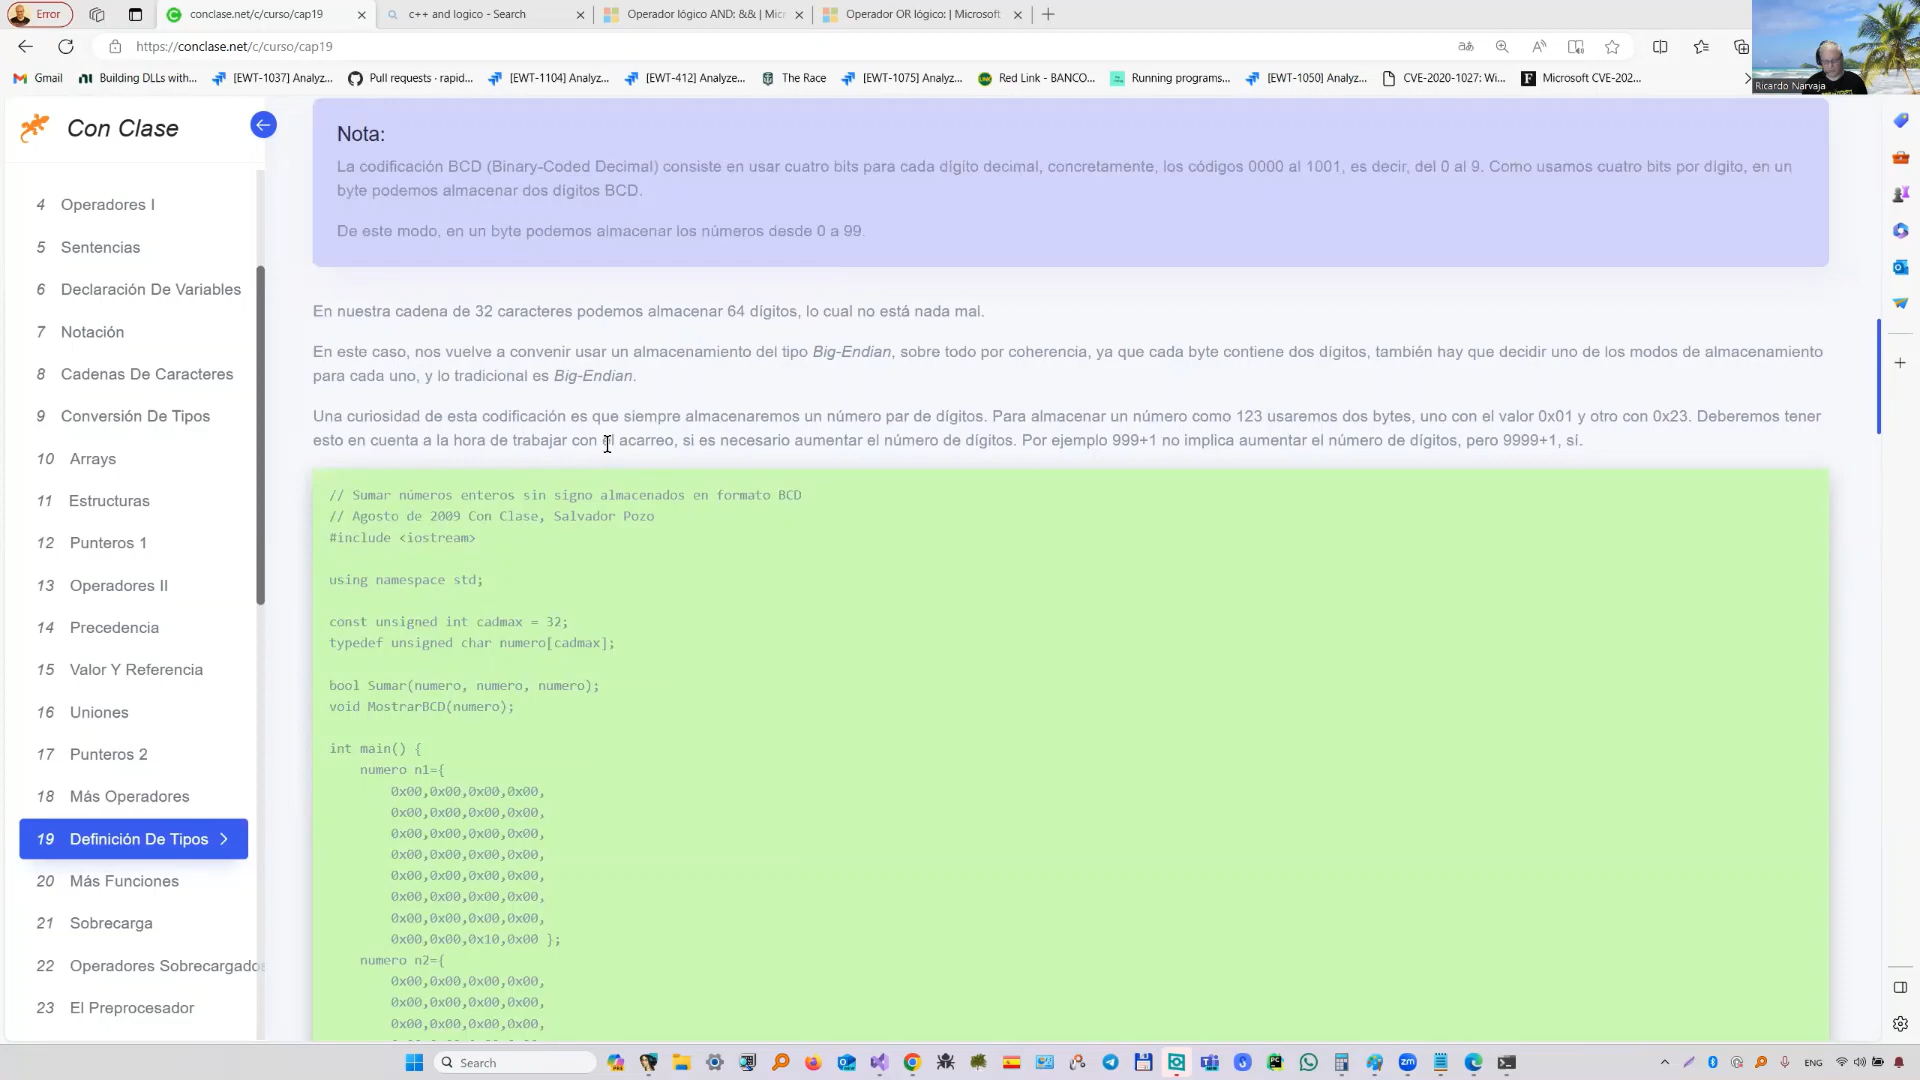 Error
conclase.net/c/curso/cap19
c++ and logico - Search
Operador lógico AND: && | Mic
Operador OR lógico: | Microsoft
https://conclase.net/c/curso/cap19
Gmail
Building DLLs with...
[EWT-1037] Analyz...
Pull requests · rapid...
[EWT-1104] Analyz...
[EWT-412] Analyze...
The Race
[EWT-1075] Analyz...
Red Link - BANCO...
Running programs...
[EWT-1050] Analyz...
CVE-2020-1027: Wi...
Microsoft CVE-202...
Ricardo Narvaja
Con Clase
4 Operadores I
5 Sentencias
6 Declaración De Variables
7 Notación
8 Cadenas De Caracteres
9 Conversión De Tipos
10 Arrays
11 Estructuras
12 Punteros 1
13 Operadores II
14 Precedencia
15 Valor Y Referencia
16 Uniones
17 Punteros 2
18 Más Operadores
19 Definición De Tipos
20 Más Funciones
21 Sobrecarga
22 Operadores Sobrecargados
23 El Preprocesador
Nota:
La codificación BCD (Binary-Coded Decimal) consiste en usar cuatro bits para cada dígito decimal, concretamente, los códigos 0000 al 1001, es decir, del 0 al 9. Como usamos cuatro bits por dígito, en un
byte podemos almacenar dos dígitos BCD.
De este modo, en un byte podemos almacenar los números desde 0 a 99.
En nuestra cadena de 32 caracteres podemos almacenar 64 dígitos, lo cual no está nada mal.
En este caso, nos vuelve a convenir usar un almacenamiento del tipo Big-Endian, sobre todo por coherencia, ya que cada byte contiene dos dígitos, también hay que decidir uno de los modos de almacenamiento
para cada uno, y lo tradicional es Big-Endian.
Una curiosidad de esta codificación es que siempre almacenaremos un número par de dígitos. Para almacenar un número como 123 usaremos dos bytes, uno con el valor 0x01 y otro con 0x23. Deberemos tener
esto en cuenta a la hora de trabajar con el acarreo, si es necesario aumentar el número de dígitos. Por ejemplo 999+1 no implica aumentar el número de dígitos, pero 9999+1, sí.
// Sumar números enteros sin signo almacenados en formato BCD
// Agosto de 2009 Con Clase, Salvador Pozo
#include <iostream>
using namespace std;
const unsigned int cadmax = 32;
typedef unsigned char numero[cadmax];
bool Sumar(numero, numero, numero);
void MostrarBCD(numero);
int main() {
numero n1={
0x00,0x00,0x00,0x00,
0x00,0x00,0x00,0x00,
0x00,0x00,0x00,0x00,
0x00,0x00,0x00,0x00,
0x00,0x00,0x00,0x00,
0x00,0x00,0x00,0x00,
0x00,0x00,0x00,0x00,
0x00,0x00,0x10,0x00 };
numero n2={
0x00,0x00,0x00,0x00,
0x00,0x00,0x00,0x00,
0x00,0x00,0x00,0x00,
Search
ENG